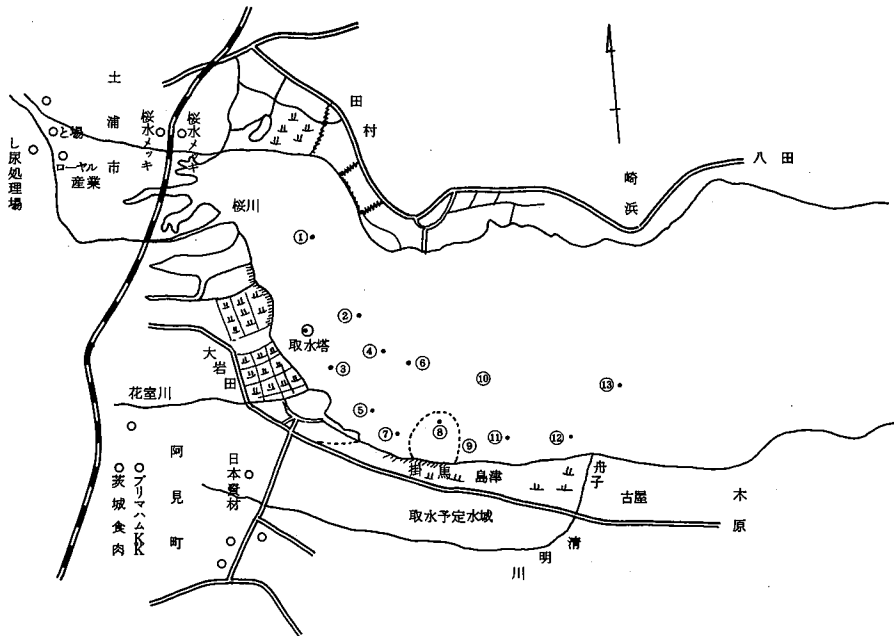 土浦市
と場
桜水メッキ
桜水メッキ
し尿処理場
ローヤル
産業
桜川
田村
崎浜
八田
①
②
取水塔
③
④
⑤
⑥
⑦
⑧
⑨
⑩
⑪
⑫
⑬
大岩田
花室川
阿見町
茨城食肉
プリマハムKK
日本資材
掛馬
島津
舟子
古屋
木原
取水予定水域
清明川